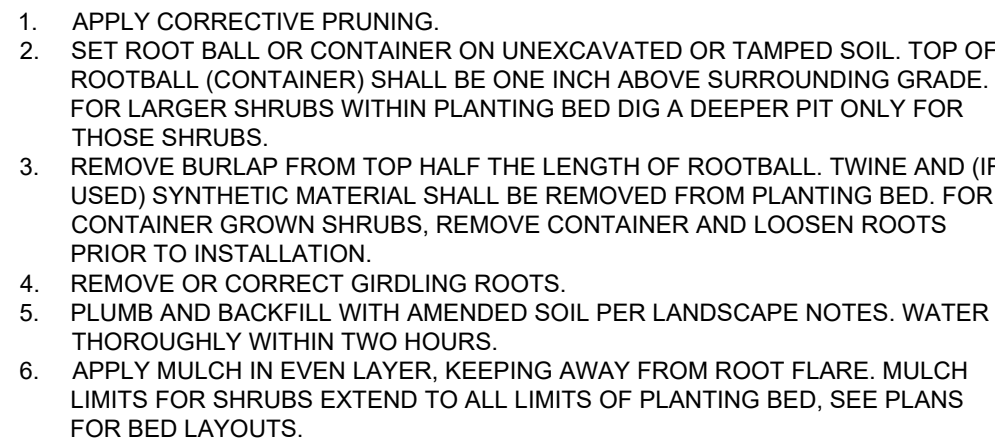 1. APPLY CORRECTIVE PRUNING.
2. SET ROOT BALL OR CONTAINER ON UNEXCAVATED OR TAMPED SOIL. TOP OF
ROOTBALL (CONTAINER) SHALL BE ONE INCH ABOVE SURROUNDING GRADE.
FOR LARGER SHRUBS WITHIN PLANTING BED DIG A DEEPER PIT ONLY FOR
THOSE SHRUBS.
3. REMOVE BURLAP FROM TOP HALF THE LENGTH OF ROOTBALL. TWINE AND (IF
USED) SYNTHETIC MATERIAL SHALL BE REMOVED FROM PLANTING BED. FOR
CONTAINER GROWN SHRUBS, REMOVE CONTAINER AND LOOSEN ROOTS
PRIOR TO INSTALLATION.
4. REMOVE OR CORRECT GIRDLING ROOTS.
5. PLUMB AND BACKFILL WITH AMENDED SOIL PER LANDSCAPE NOTES. WATER
THOROUGHLY WITHIN TWO HOURS.
6. APPLY MULCH IN EVEN LAYER, KEEPING AWAY FROM ROOT FLARE. MULCH
LIMITS FOR SHRUBS EXTEND TO ALL LIMITS OF PLANTING BED, SEE PLANS
FOR BED LAYOUTS.